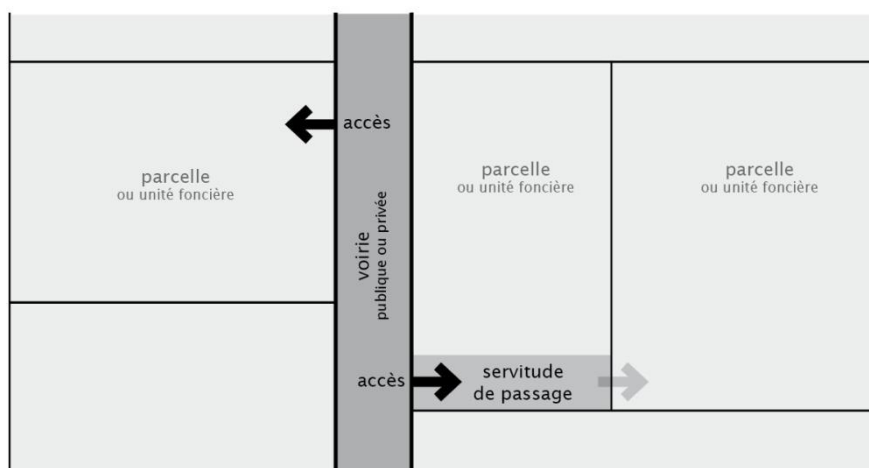 accès
parcelle
ou unité foncière
voirie
publique ou privée
parcelle
ou unité foncière
parcelle
ou unité foncière
accès
servitude
de passage